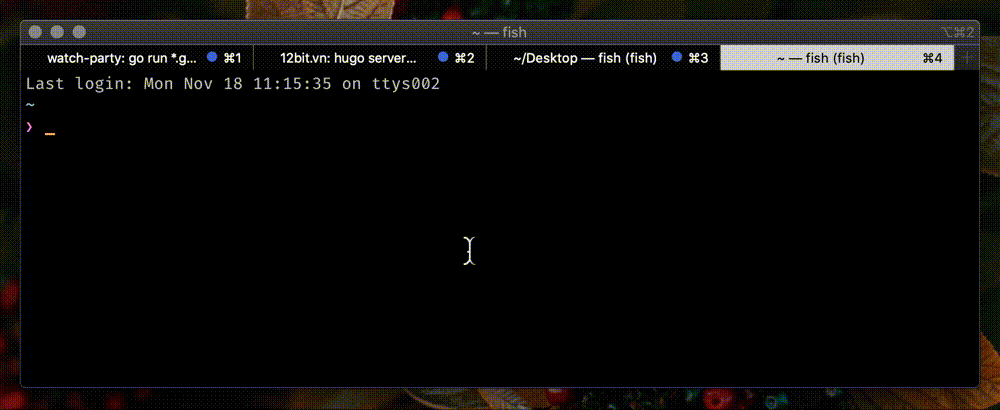 ~ — fish
⌥⌘2
watch-party: go run *.g... ⌘1
12bit.vn: hugo server... ⌘2
~/Desktop — fish (fish) ⌘3
~ — fish (fish) ⌘4
Last login: Mon Nov 18 11:15:35 on ttys002
~
❯ _